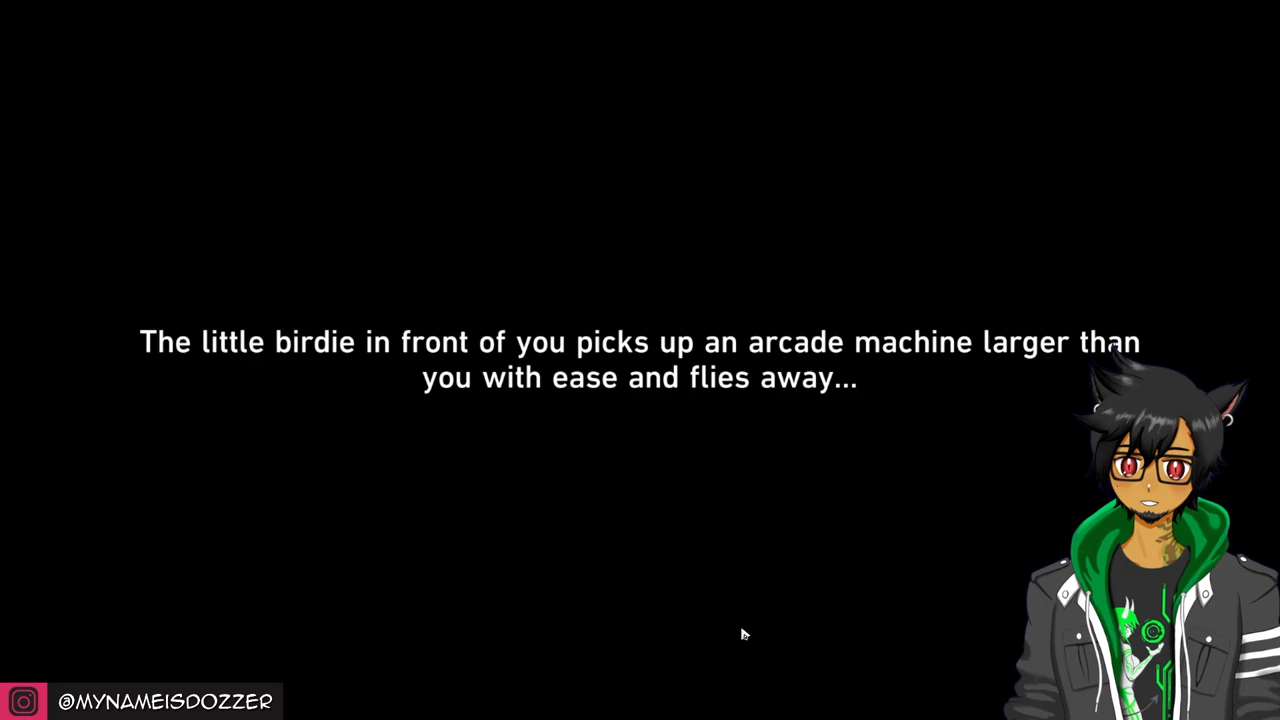 The little birdie in front of you picks up an arcade machine larger than
you with ease and flies away...
@MYNAMEISDOZZER